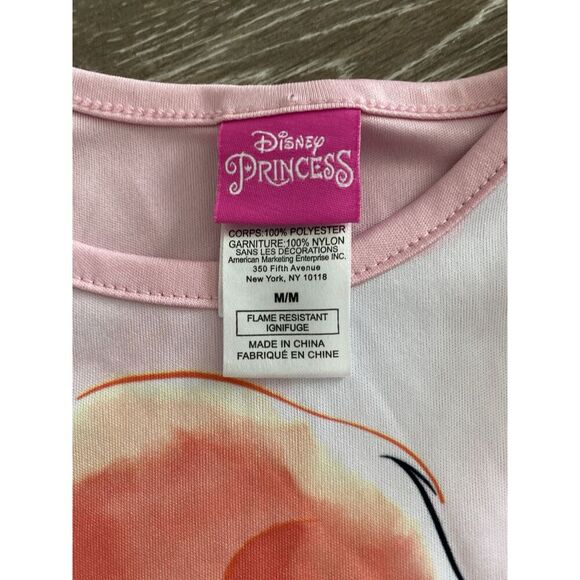 DISNEY
PRINCESS
CORPS:100% POLYESTER
GARNITURE:100% NYLON
SANS LES DÉCORATIONS
American Marketing Enterprise INC.
350 Fifth Avenue
New York, NY 10118
M/M
FLAME RESISTANT
IGNIFUGE
MADE IN CHINA
FABRIQUÉ EN CHINE